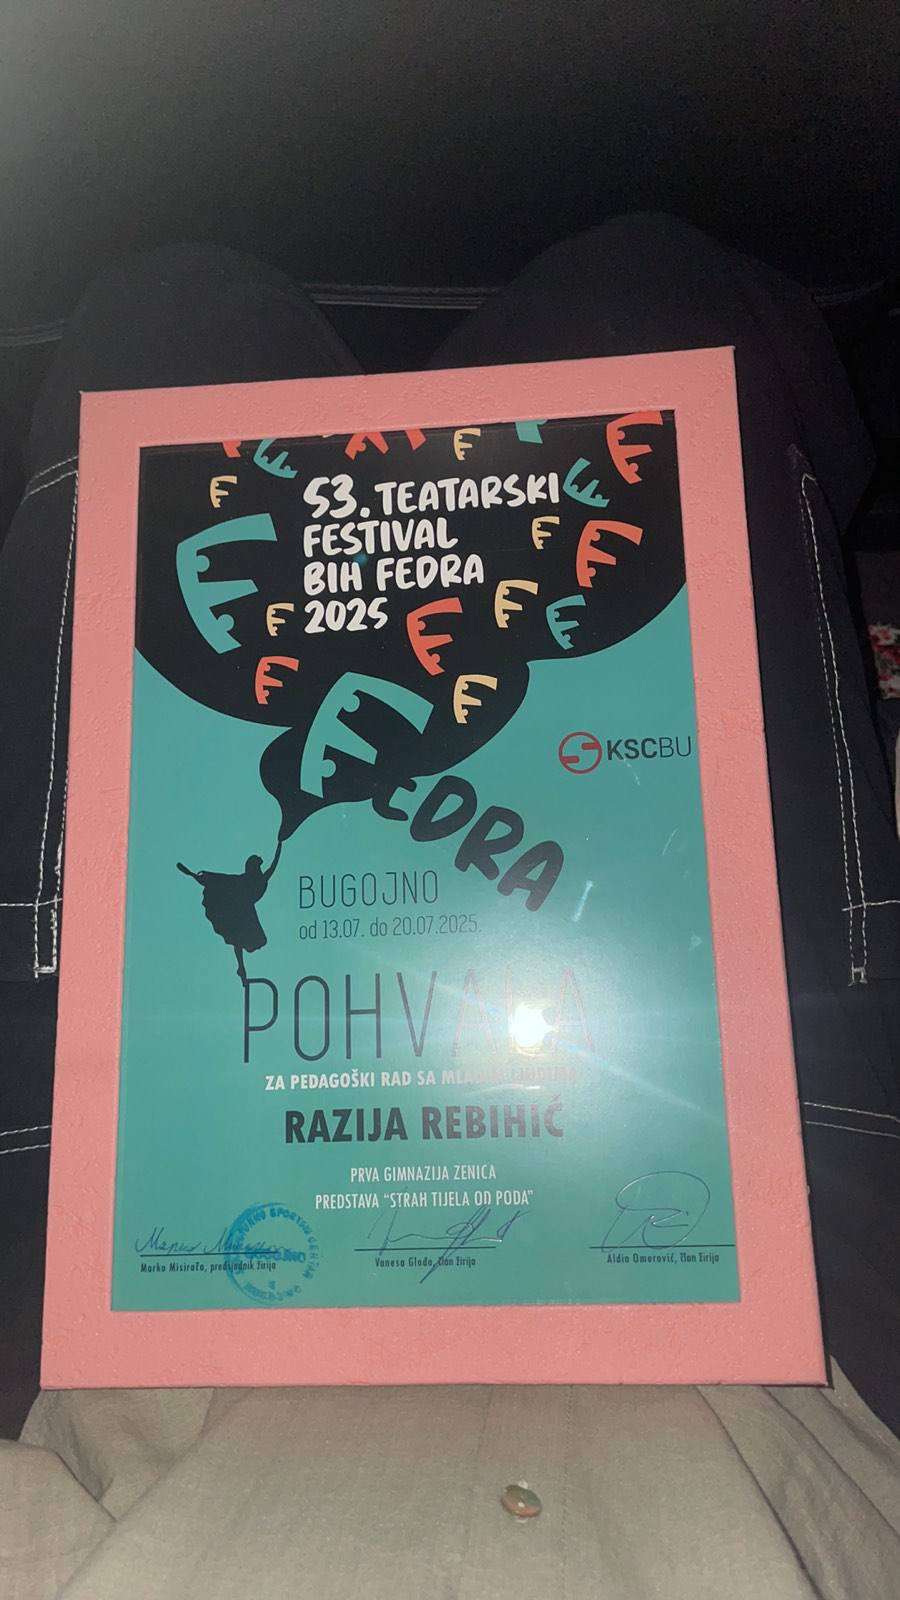 53. TEATARSKI
FESTIVAL
BIH FEDRA
2025
KSCBU
FEDRA
BUGOJNO
od 13.07. do 20.07.2025.
POHVALA
ZA PEDAGOŠKI RAD SA MLADIM LJUDIMA
RAZIJA REBIHIĆ
PRVA GIMNAZIJA ZENICA
PREDSTAVA "STRAH TIJELA OD PODA"
Marko Misirača, predsjednik žirija
Vanesa Glođo, član žirija
Aldin Omerović, član žirija